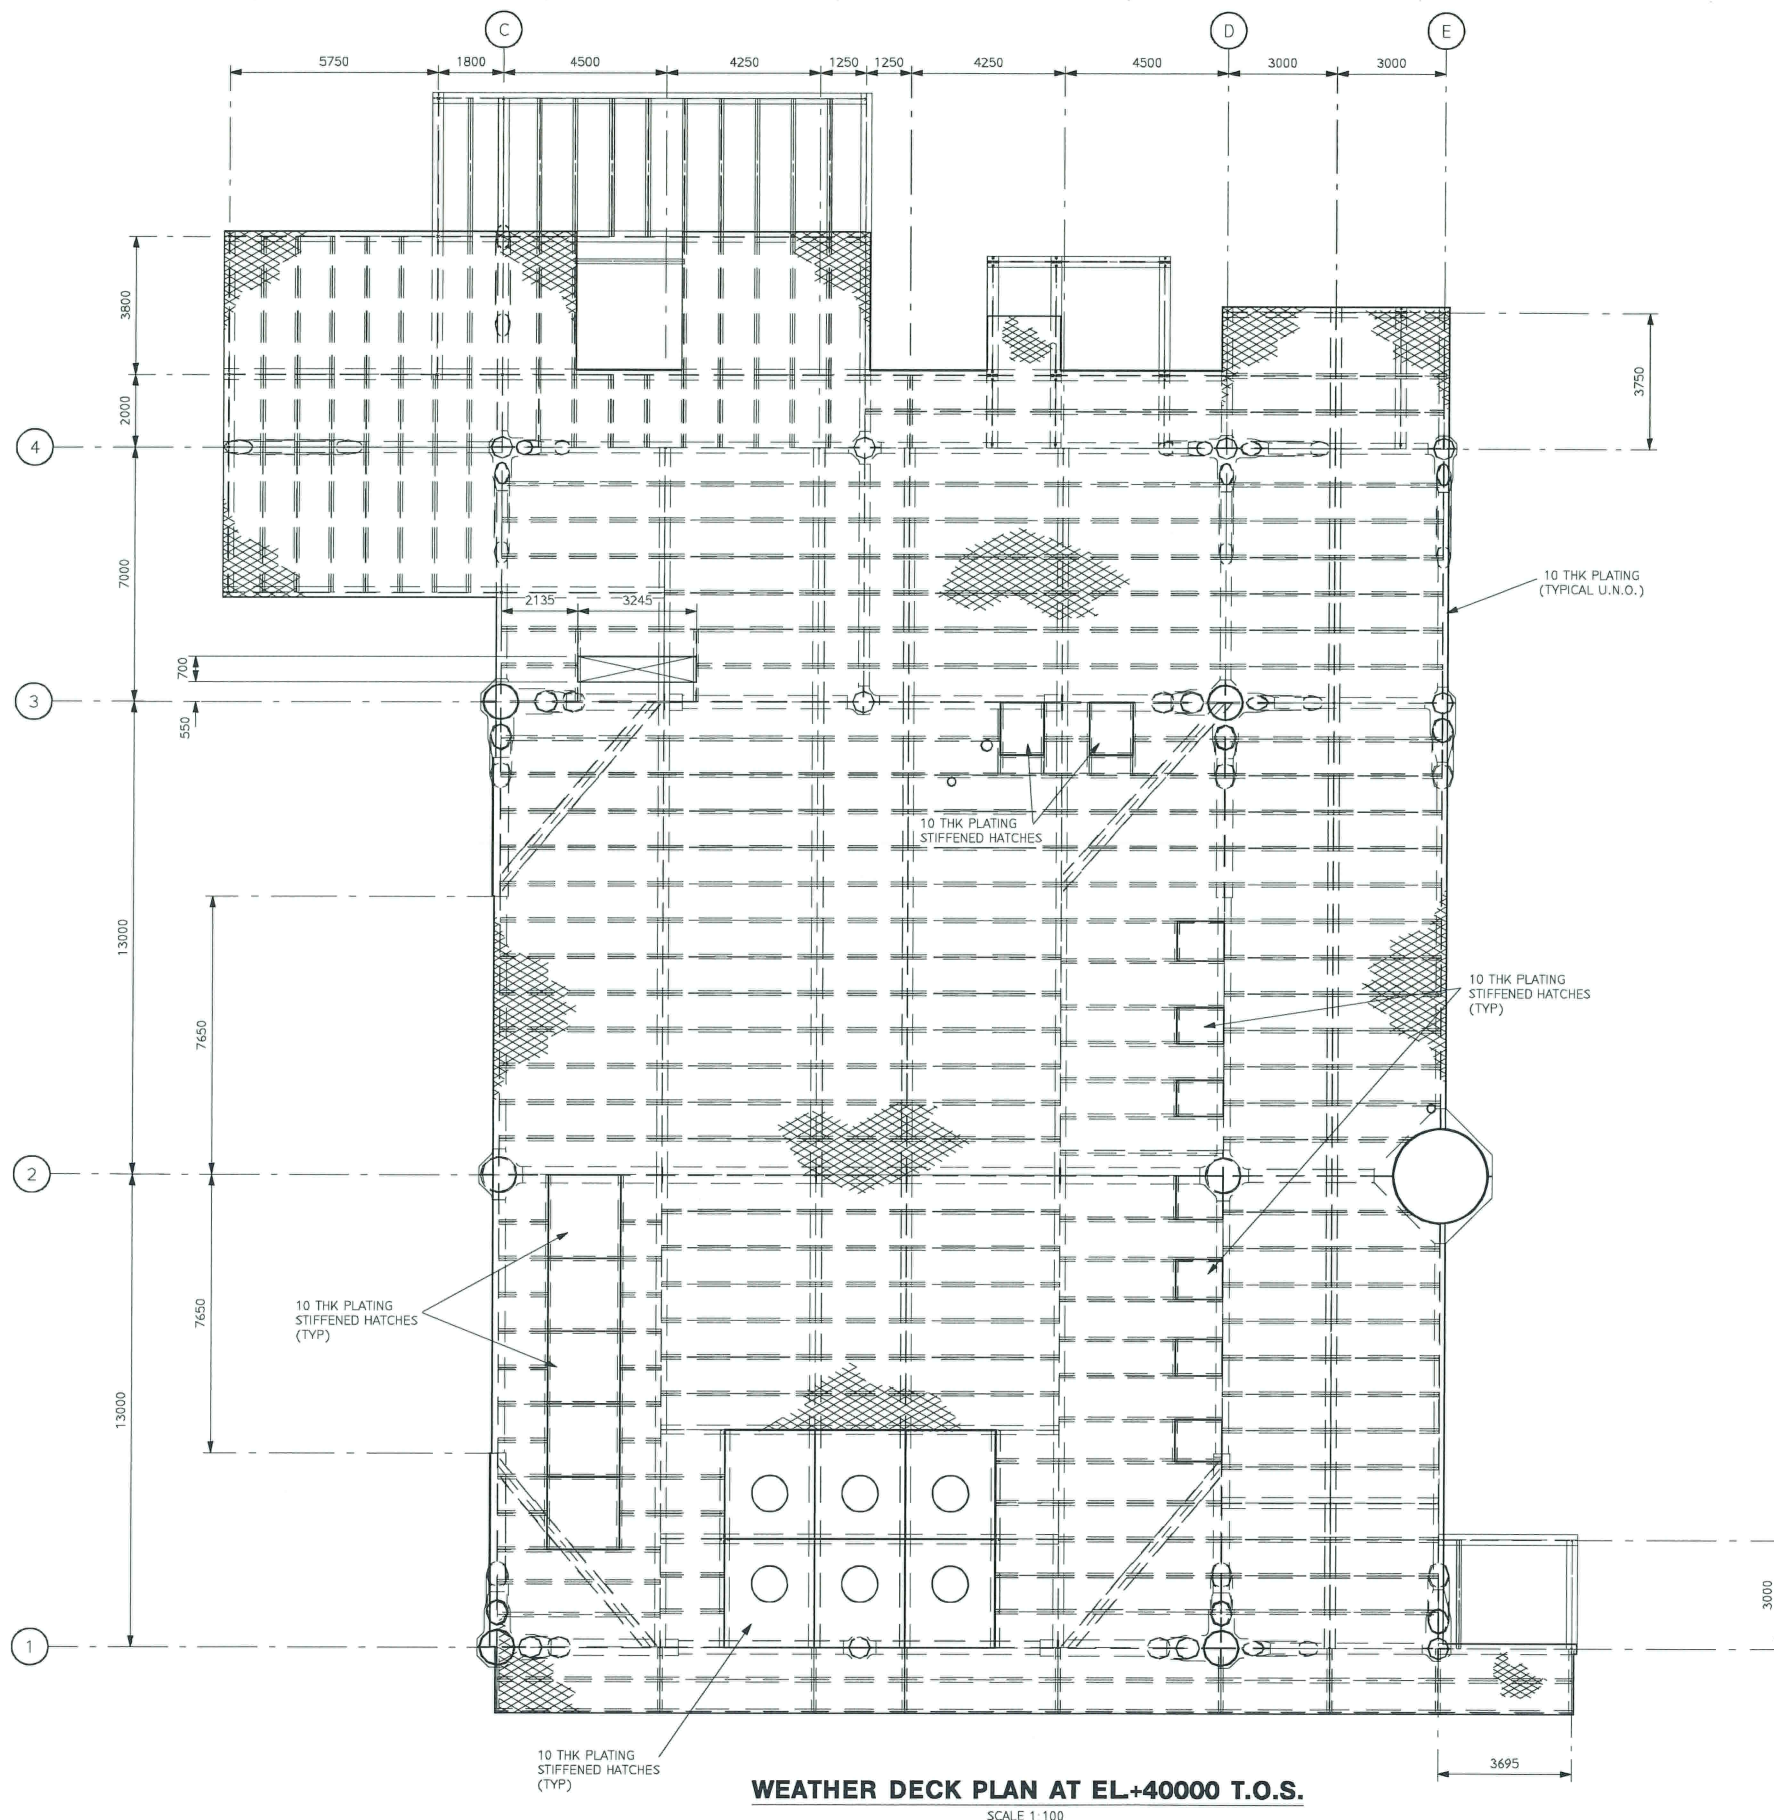 C
D
E
5750
1800
4500
4250
1250
1250
4250
4500
3000
3000
3800
2000
3750
4
7000
10 THK PLATING
(TYPICAL U.N.O.)
2135
3245
700
3
550
10 THK PLATING
STIFFENED HATCHES
13000
10 THK PLATING
STIFFENED HATCHES
(TYP)
7650
2
10 THK PLATING
STIFFENED HATCHES
(TYP)
7650
13000
3000
1
10 THK PLATING
STIFFENED HATCHES
(TYP)
3695
WEATHER DECK PLAN AT EL.+40000 T.O.S.
SCALE 1:100